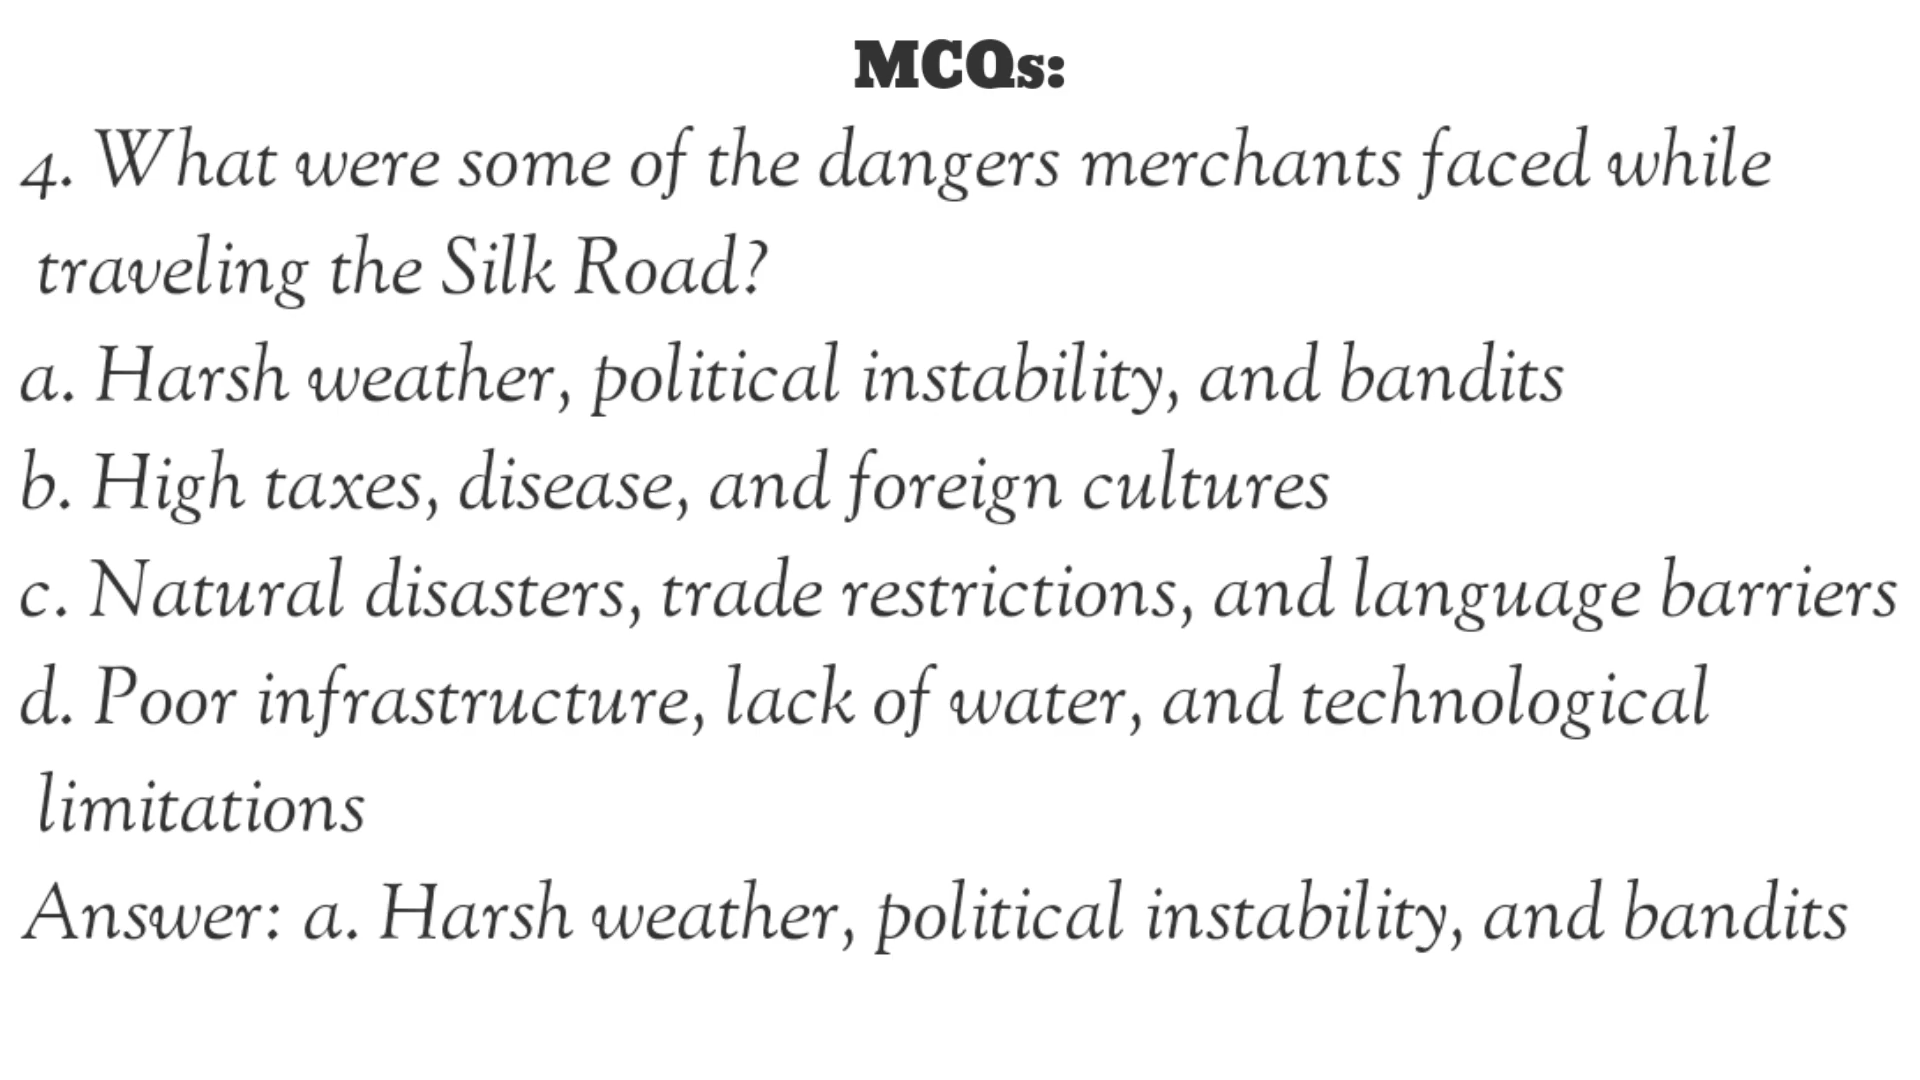 MCQs:
4. What were some of the dangers merchants faced while
traveling the Silk Road?
a. Harsh weather, political instability, and bandits
b. High taxes, disease, and foreign cultures
c. Natural disasters, trade restrictions, and language barriers
d. Poor infrastructure, lack of water, and technological
limitations
Answer: a. Harsh weather, political instability, and bandits